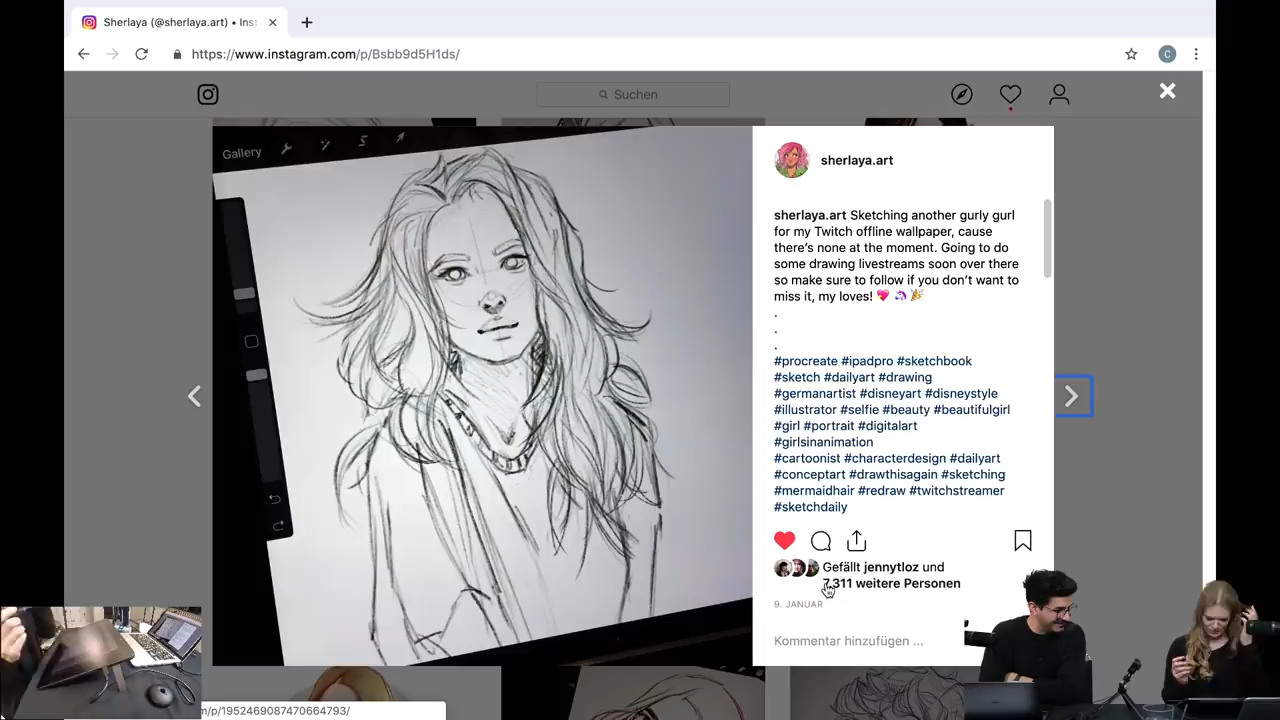 Sherlaya (@sherlaya.art) • Ins
https://www.instagram.com/p/Bsbb9d5H1ds/
C
Suchen
Gallery
sherlaya.art
sherlaya.art Sketching another gurly gurl
for my Twitch offline wallpaper, cause
there's none at the moment. Going to do
some drawing livestreams soon over there
so make sure to follow if you don't want to
miss it, my loves! 💖 🦄 🎉
.
.
.
#procreate #ipadpro #sketchbook
#sketch #dailyart #drawing
#germanartist #disneyart #disneystyle
#illustrator #selfie #beauty #beautifulgirl
#girl #portrait #digitalart
#girlsinanimation
#cartoonist #characterdesign #dailyart
#conceptart #drawthisagain #sketching
#mermaidhair #redraw #twitchstreamer
#sketchdaily
Gefällt jennytloz und
7.311 weitere Personen
9. JANUAR
Kommentar hinzufügen ...
m/p/1952469087470664793/